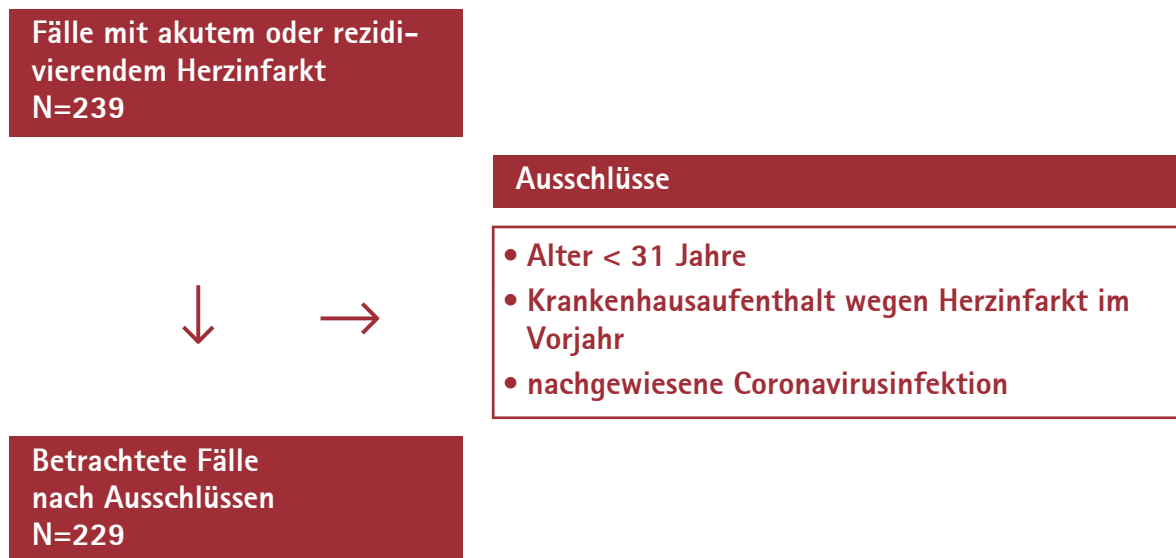 Fälle mit akutem oder rezidi-
vierendem Herzinfarkt
N=239
Ausschlüsse
• Alter < 31 Jahre
• Krankenhausaufenthalt wegen Herzinfarkt im
Vorjahr
• nachgewiesene Coronavirusinfektion
Betrachtete Fälle
nach Ausschlüssen
N=229